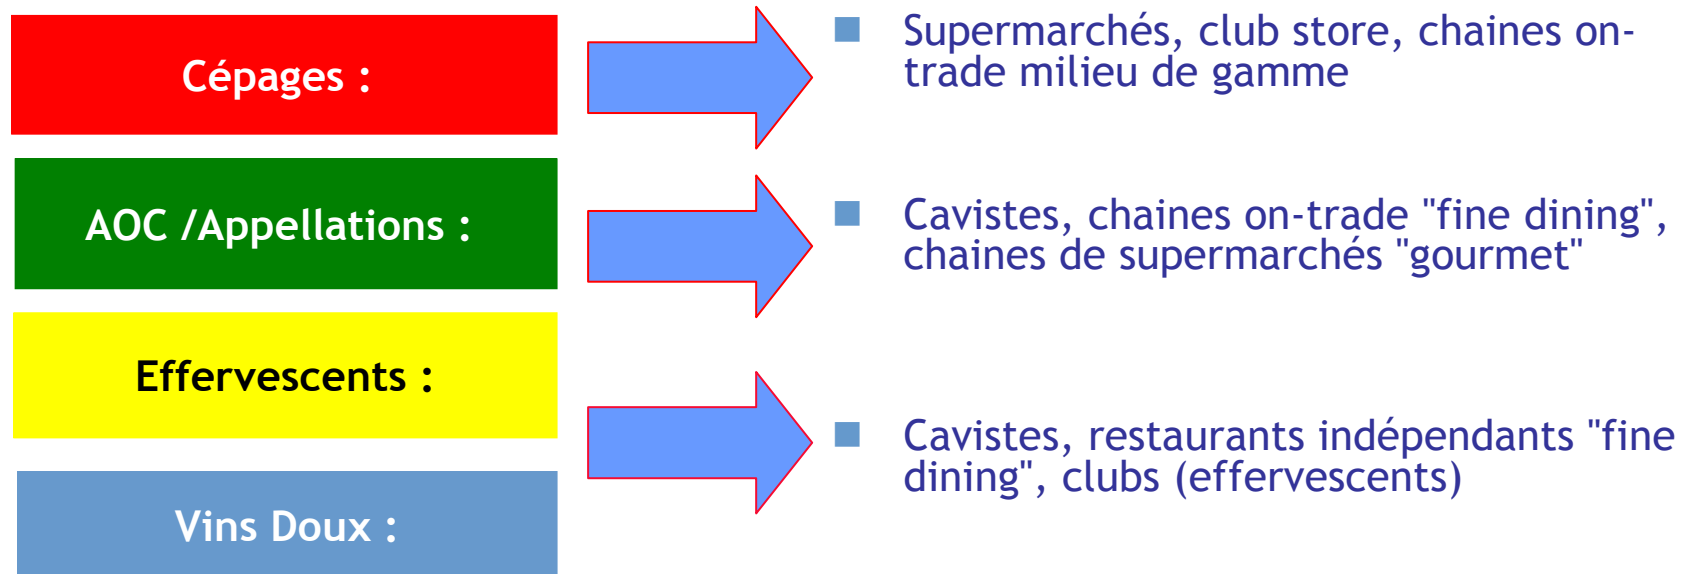 Cépages :
Supermarchés, club store, chaines on-
trade milieu de gamme
AOC /Appellations :
Cavistes, chaines on-trade "fine dining",
chaines de supermarchés "gourmet"
Effervescents :
Cavistes, restaurants indépendants "fine
dining", clubs (effervescents)
Vins Doux :